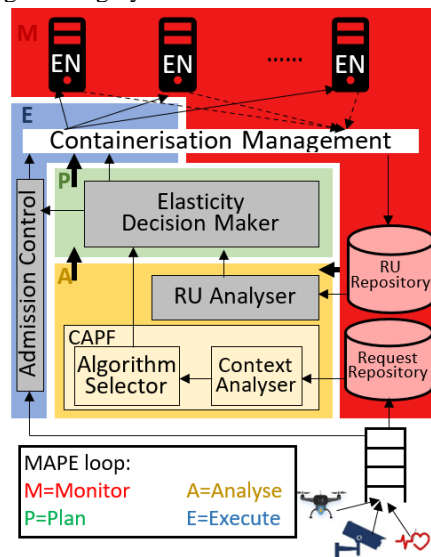 M
EN EN ...... EN
E
Containerisation Management
P
Elasticity
Decision Maker
Admission Control
A
RU Analyser
RU
Repository
CAPF
Algorithm
Selector
Context
Analyser
Request
Repository
MAPE loop:
M=Monitor A=Analyse
P=Plan E=Execute